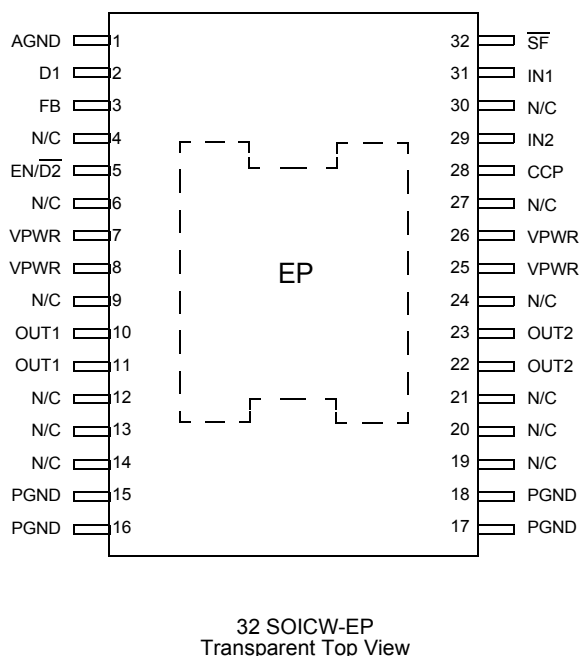 AGND 1 32 S̅F̅
D1 2 31 IN1
FB 3 30 N/C
N/C 4 29 IN2
EN/D̅2̅ 5 28 CCP
N/C 6 27 N/C
VPWR 7 26 VPWR
VPWR 8 25 VPWR
EP
N/C 9 24 N/C
OUT1 10 23 OUT2
OUT1 11 22 OUT2
N/C 12 21 N/C
N/C 13 20 N/C
N/C 14 19 N/C
PGND 15 18 PGND
PGND 16 17 PGND
32 SOICW-EP
Transparent Top View